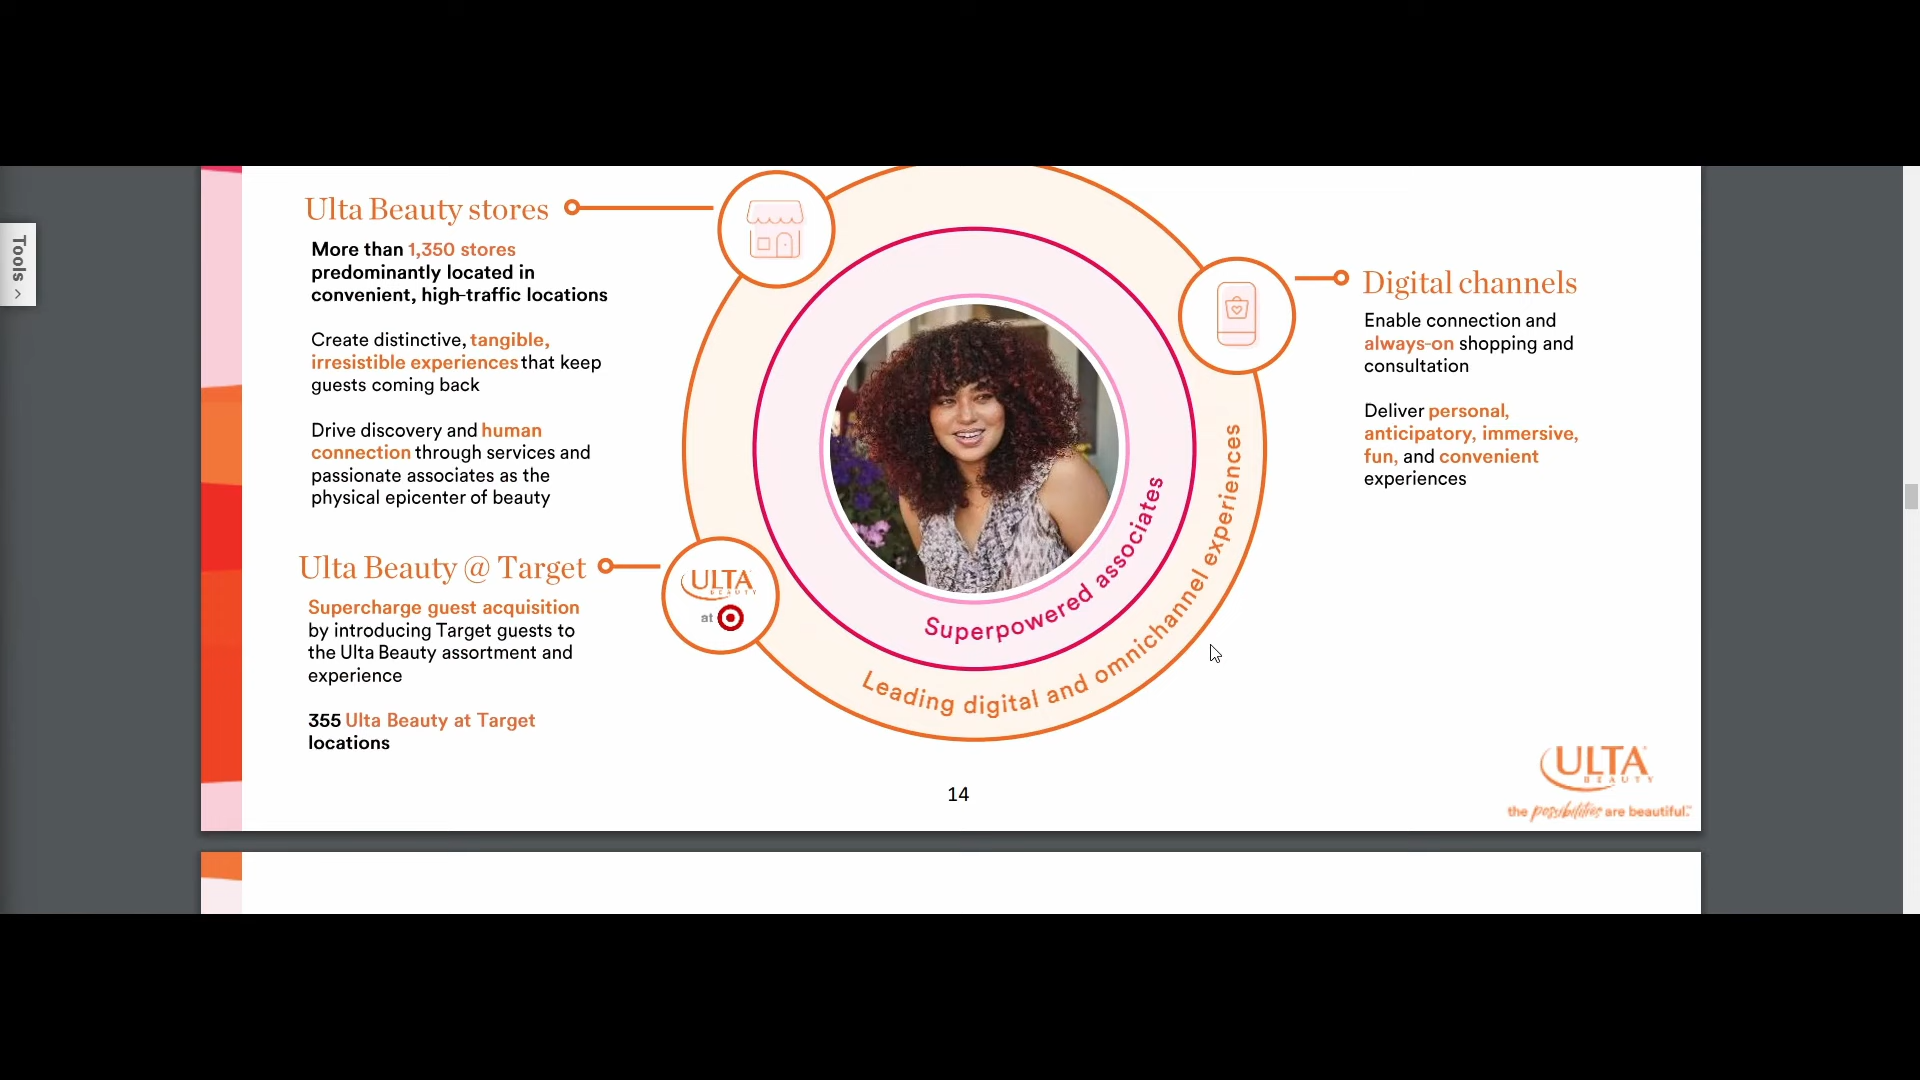 Tools
Ulta Beauty stores
More than 1,350 stores
predominantly located in
convenient, high-traffic locations
Create distinctive, tangible,
irresistible experiences that keep
guests coming back
Drive discovery and human
connection through services and
passionate associates as the
physical epicenter of beauty
Ulta Beauty @ Target
Supercharge guest acquisition
by introducing Target guests to
the Ulta Beauty assortment and
experience
355 Ulta Beauty at Target
locations
ULTA
BEAUTY
at
Superpowered associates
Leading digital and omnichannel experiences
Digital channels
Enable connection and
always-on shopping and
consultation
Deliver personal,
anticipatory, immersive,
fun, and convenient
experiences
14
ULTA
BEAUTY
the possibilities are beautiful.™